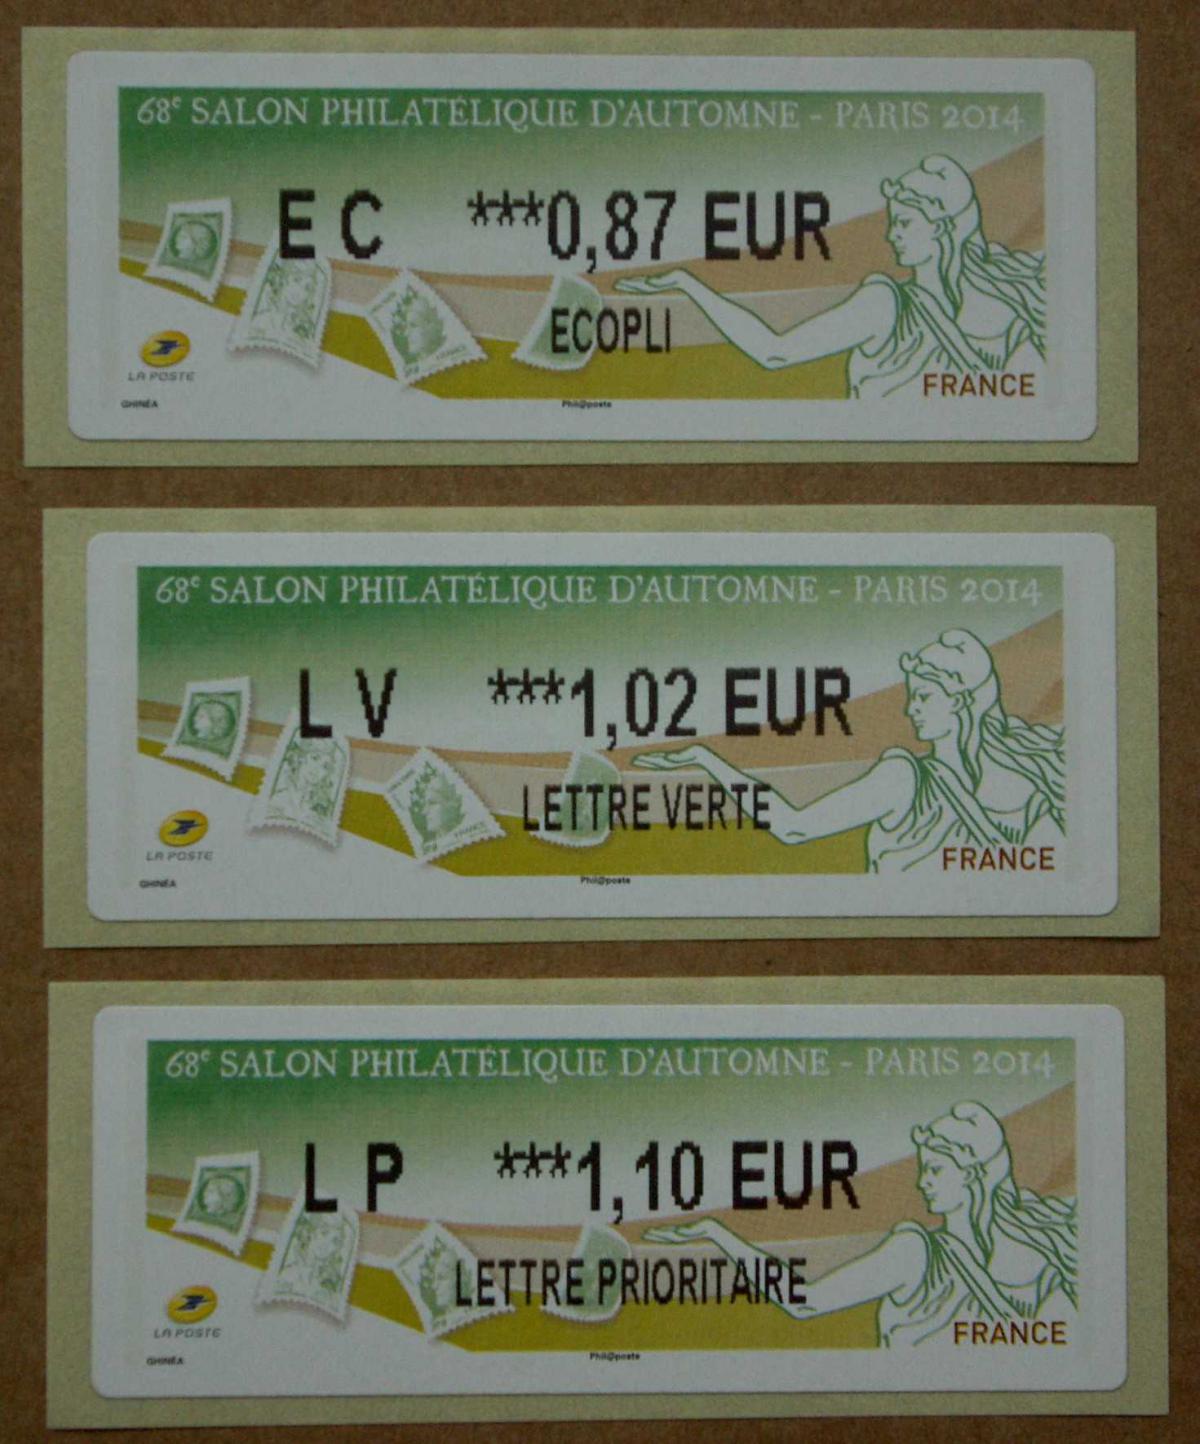 68e SALON PHILATÉLIQUE D'AUTOMNE - PARIS 2014
E C ***0,87 EUR
ECOPLI
LA POSTE
FRANCE
GHINÉA
Phil@poste
68e SALON PHILATÉLIQUE D'AUTOMNE - PARIS 2014
L V ***1,02 EUR
LETTRE VERTE
LA POSTE
FRANCE
GHINÉA
Phil@poste
68e SALON PHILATÉLIQUE D'AUTOMNE - PARIS 2014
L P ***1,10 EUR
LETTRE PRIORITAIRE
LA POSTE
FRANCE
GHINÉA
Phil@poste